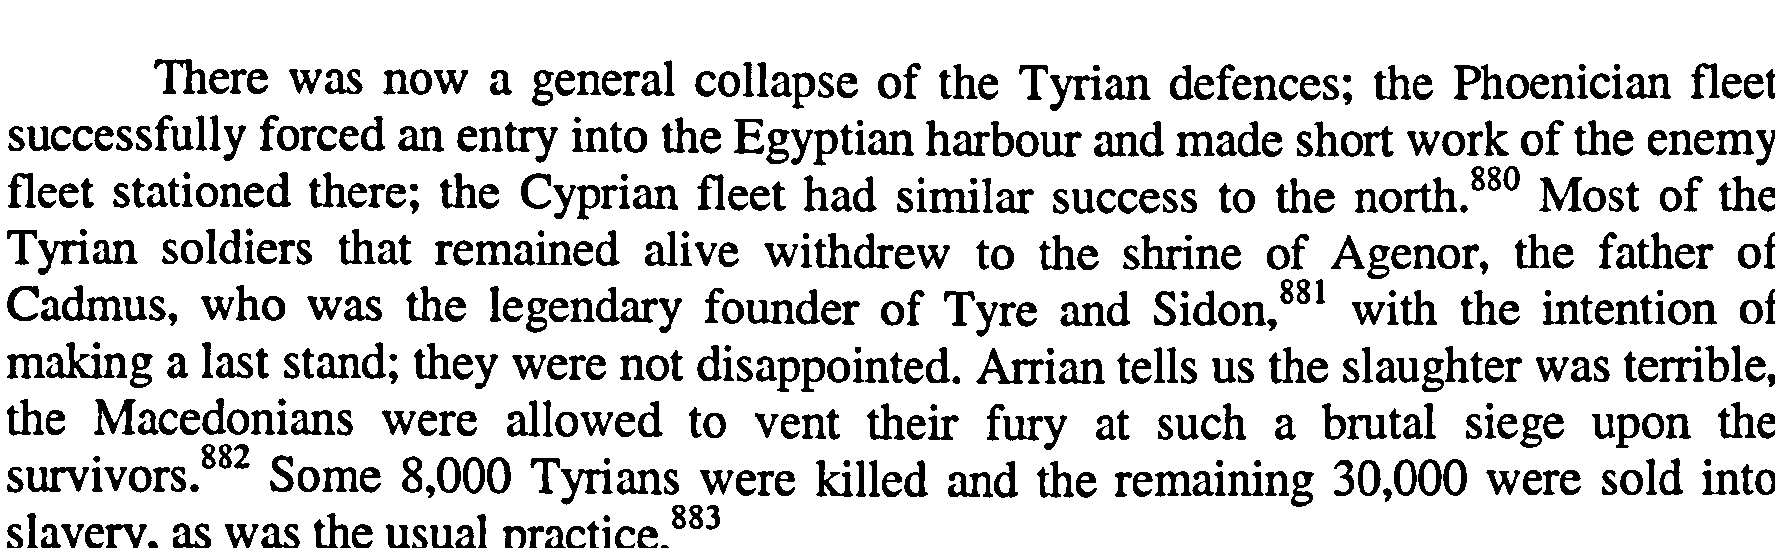 There was now a general collapse of the Tyrian defences; the Phoenician fleet
successfully forced an entry into the Egyptian harbour and made short work of the enemy
fleet stationed there; the Cyprian fleet had similar success to the north.880 Most of the
Tyrian soldiers that remained alive withdrew to the shrine of Agenor, the father of
Cadmus, who was the legendary founder of Tyre and Sidon,881 with the intention of
making a last stand; they were not disappointed. Arrian tells us the slaughter was terrible,
the Macedonians were allowed to vent their fury at such a brutal siege upon the
survivors.882 Some 8,000 Tyrians were killed and the remaining 30,000 were sold into
slavery, as was the usual practice.883